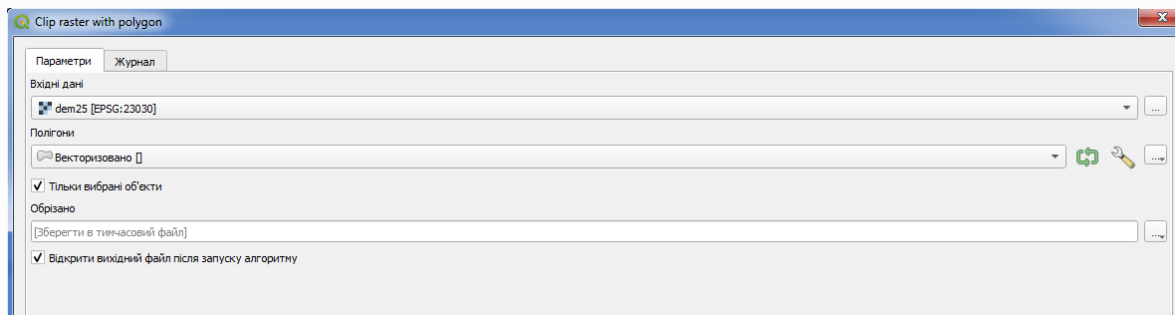 Clip raster with polygon
Параметри Журнал
Вхідні дані
dem25 [EPSG:23030]
...
Полігони
Векторизовано []
...
Тільки вибрані об'єкти
Обрізано
[Зберегти в тимчасовий файл]
...
Відкрити вихідний файл після запуску алгоритму